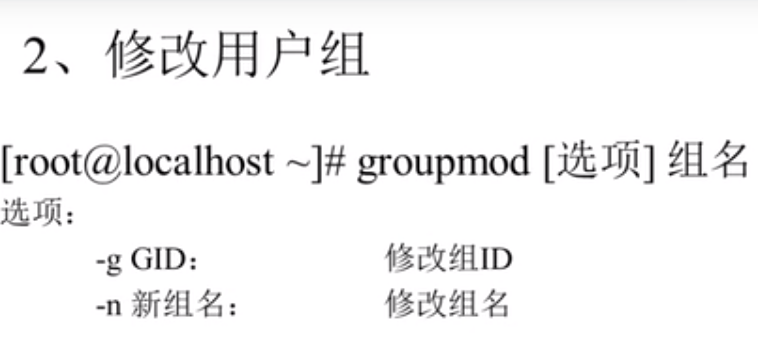 2、修改用户组
[root@localhost ~]# groupmod [选项] 组名
选项：
-g GID： 修改组ID
-n 新组名： 修改组名